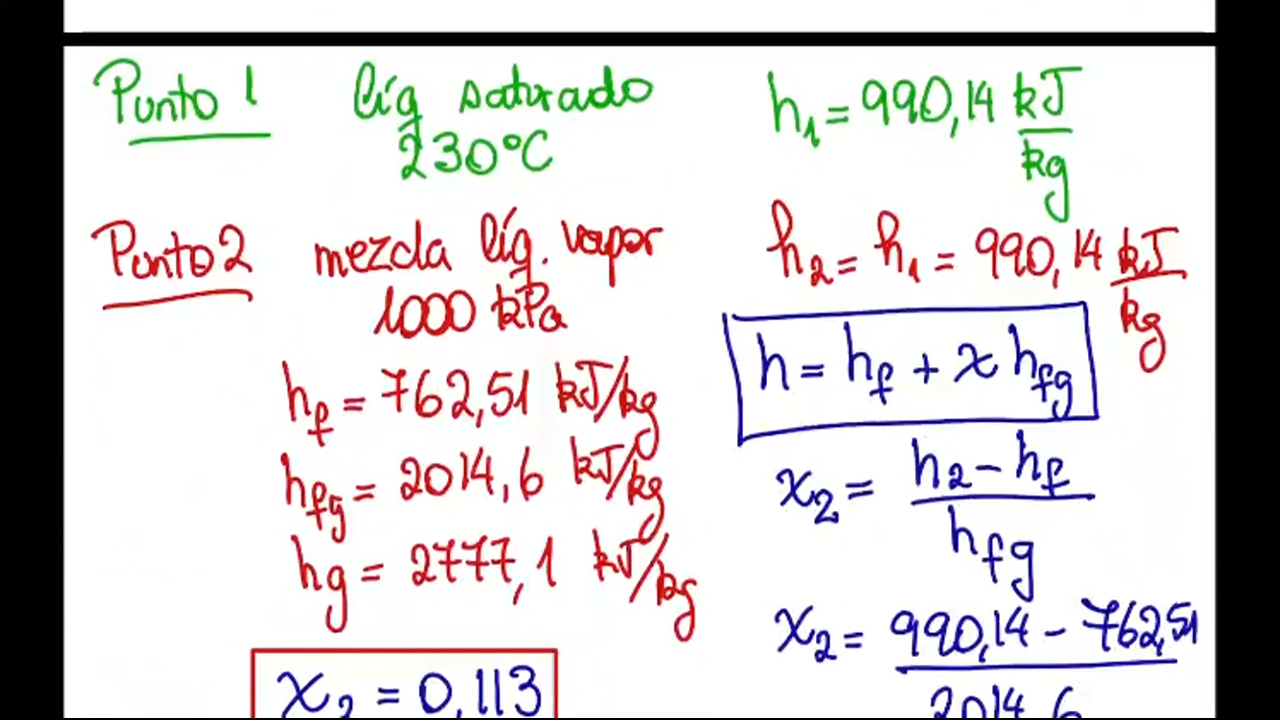 Punto 1 líq saturado h₁ = 990,14 kJ/kg
230°C
Punto 2 mezcla líq. vapor h₂ = h₁ = 990,14 kJ/kg
1000 kPa
h = hf + x hfg
hf = 762,51 kJ/kg
hfg = 2014,6 kJ/kg x₂ = (h₂ - hf) / hfg
hg = 2777,1 kJ/kg
x₂ = (990,14 - 762,51) / 2014,6
x₂ = 0,113